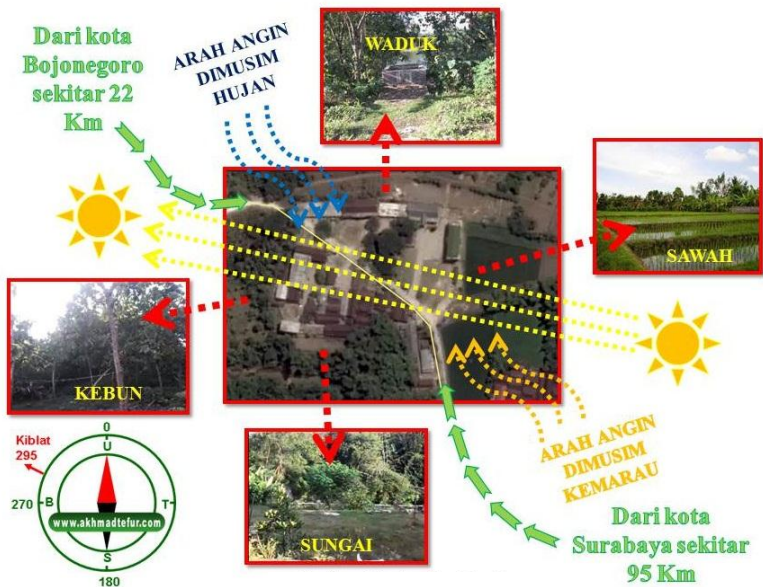 Dari kota
Bojonegoro
sekitar 22
Km
ARAH ANGIN
DIMUSIM
HUJAN
WADUK
SAWAH
KEBUN
SUNGAI
ARAH ANGIN
DIMUSIM
KEMARAU
Dari kota
Surabaya sekitar
95 Km
Kiblat
295
0
U
270
B
T
www.akhmadtefur.com
S
180